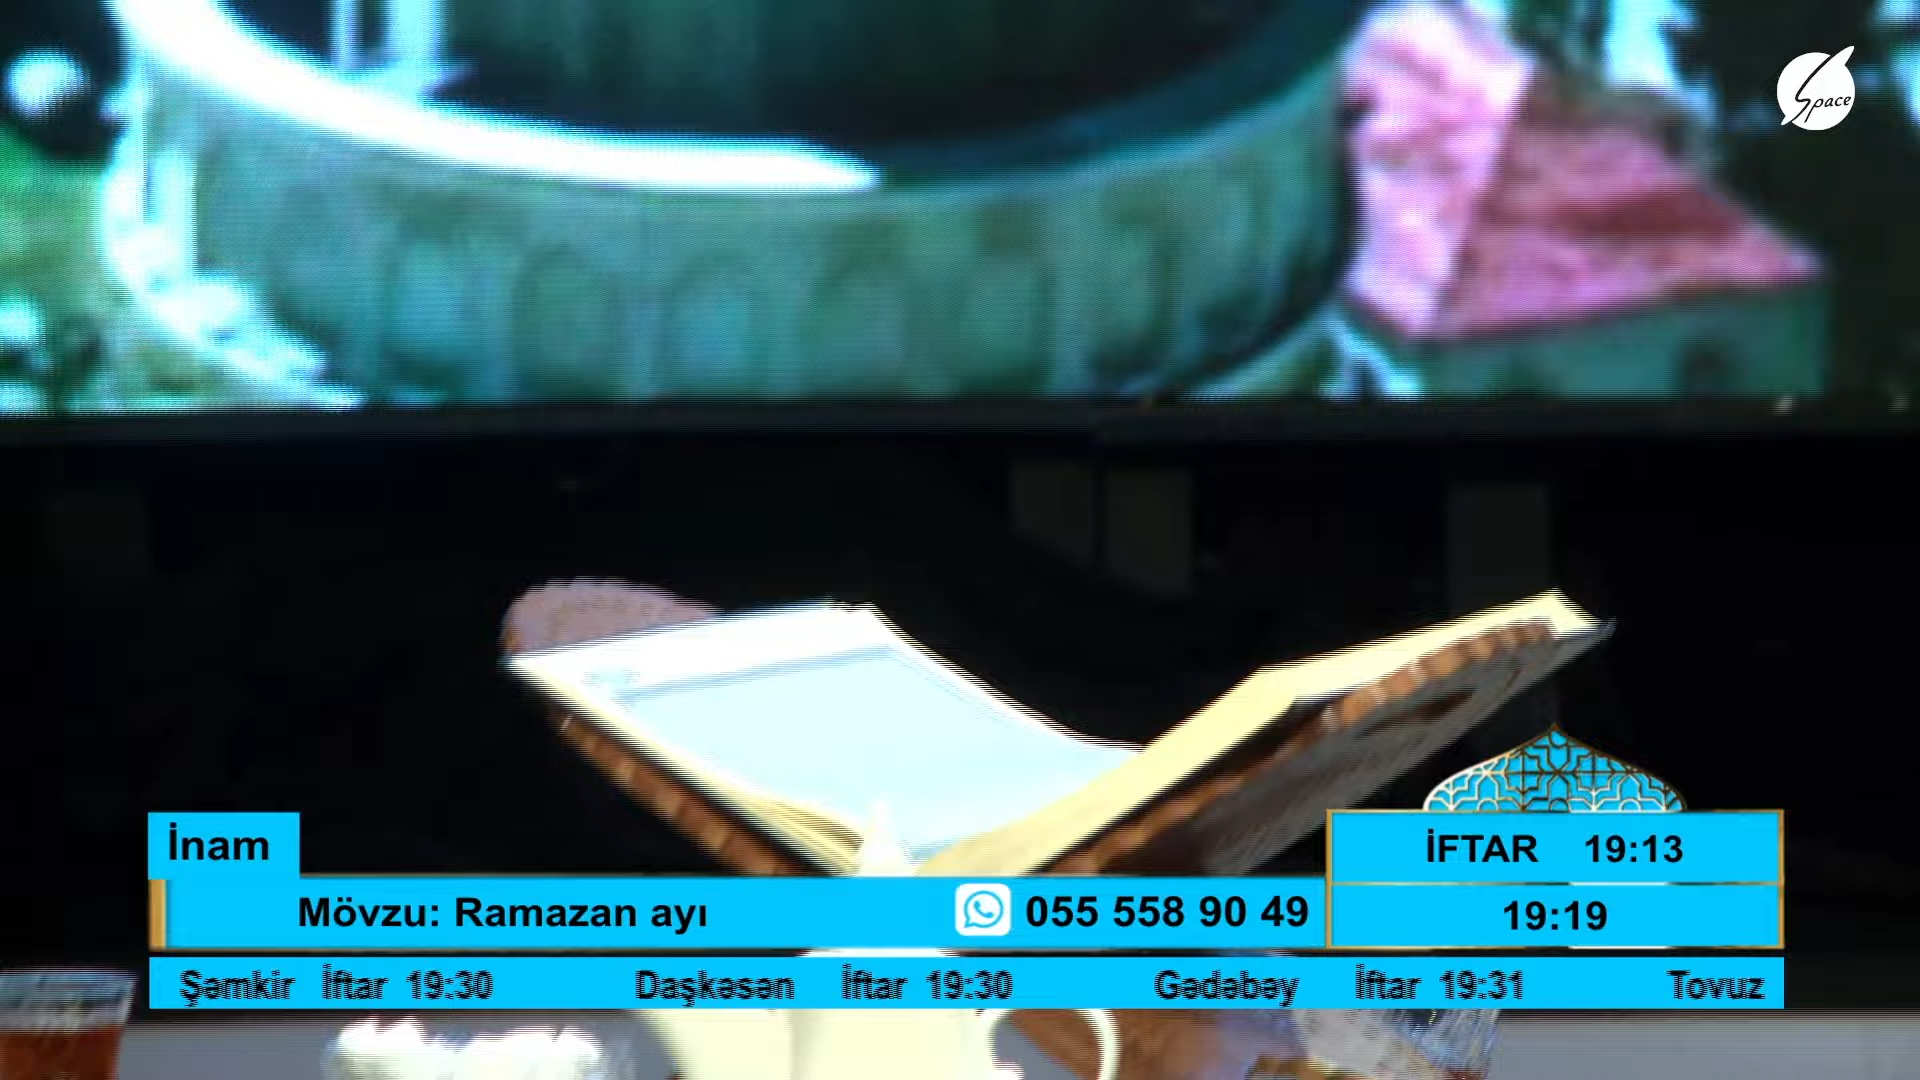 Space
İnam
Mövzu: Ramazan ayı
055 558 90 49
İFTAR 19:13
19:19
Şəmkir İftar 19:30 Daşkəsən İftar 19:30 Gədəbəy İftar 19:31 Tovuz